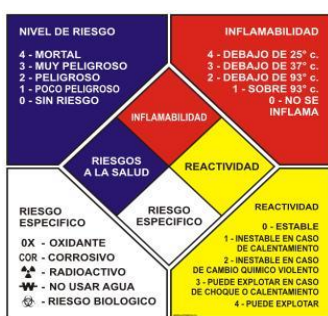 NIVEL DE RIESGO
4 - MORTAL
3 - MUY PELIGROSO
2 - PELIGROSO
1 - POCO PELIGROSO
0 - SIN RIESGO
INFLAMABILIDAD
4 - DEBAJO DE 25° c.
3 - DEBAJO DE 37° c.
2 - DEBAJO DE 93° c.
1 - SOBRE 93° c.
0 - NO SE
INFLAMA
INFLAMABILIDAD
RIESGOS
A LA SALUD
REACTIVIDAD
RIESGO
ESPECIFICO
RIESGO
ESPECIFICO
OX - OXIDANTE
COR - CORROSIVO
- RADIOACTIVO
W - NO USAR AGUA
- RIESGO BIOLOGICO
REACTIVIDAD
0 - ESTABLE
1 - INESTABLE EN CASO
DE CALENTAMIENTO
2 - INESTABLE EN CASO
DE CAMBIO QUIMICO VIOLENTO
3 - PUEDE EXPLOTAR EN CASO
DE CHOQUE O CALENTAMIENTO
4 - PUEDE EXPLOTAR